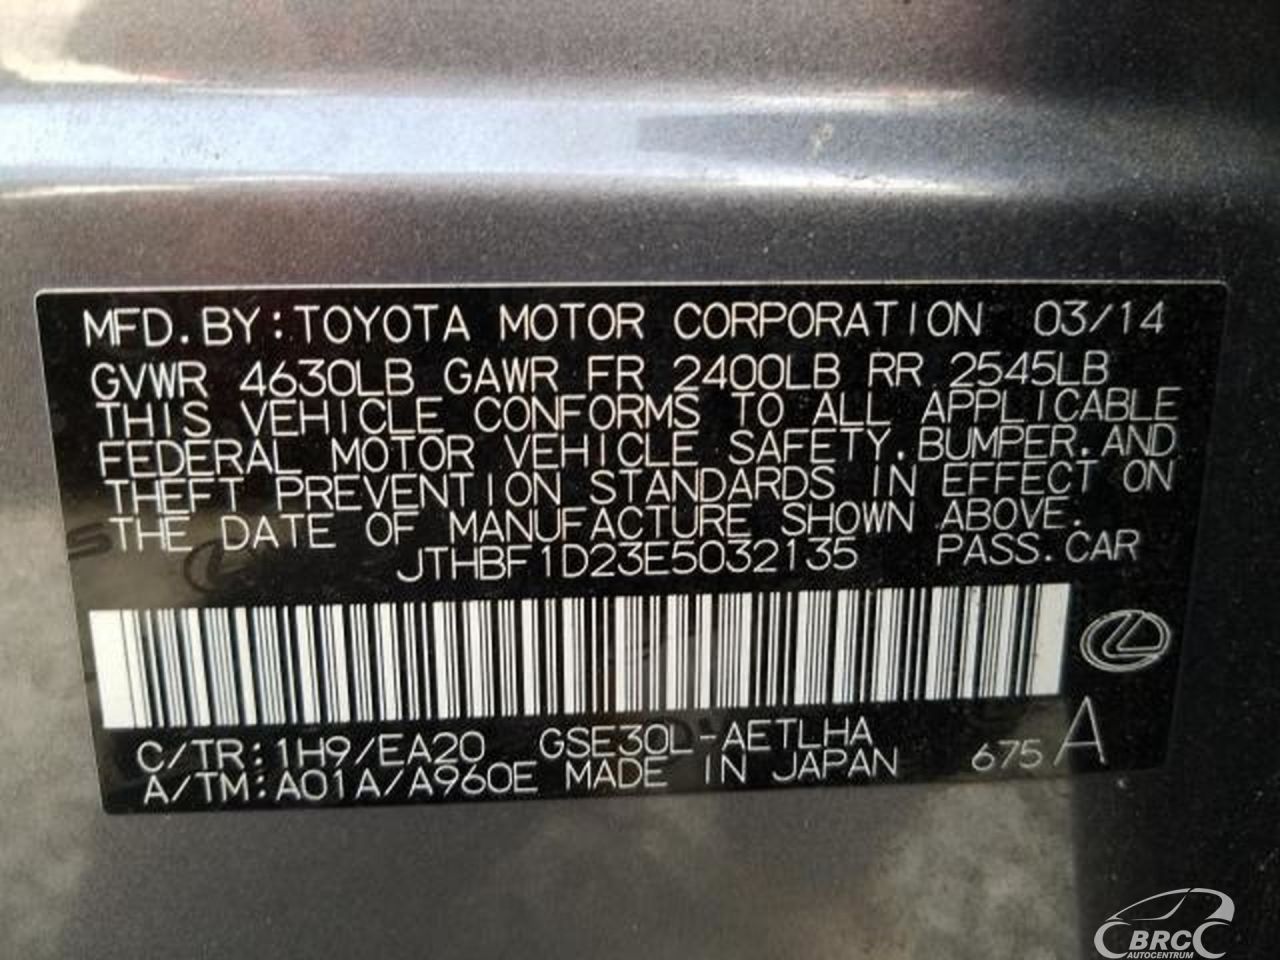 MFD. BY: TOYOTA MOTOR CORPORATION 03/14
GVWR 4630LB GAWR FR 2400LB RR 2545LB
THIS VEHICLE CONFORMS TO ALL APPLICABLE
FEDERAL MOTOR VEHICLE SAFETY, BUMPER, AND
THEFT PREVENTION STANDARDS IN EFFECT ON
THE DATE OF MANUFACTURE SHOWN ABOVE.
JTHBF1D23E5032135 PASS. CAR
C/TR: 1H9/EA20 GSE30L-AETLHA
A/TM: A01A/A960E MADE IN JAPAN 675 A
BRC
AUTOCENTRUM